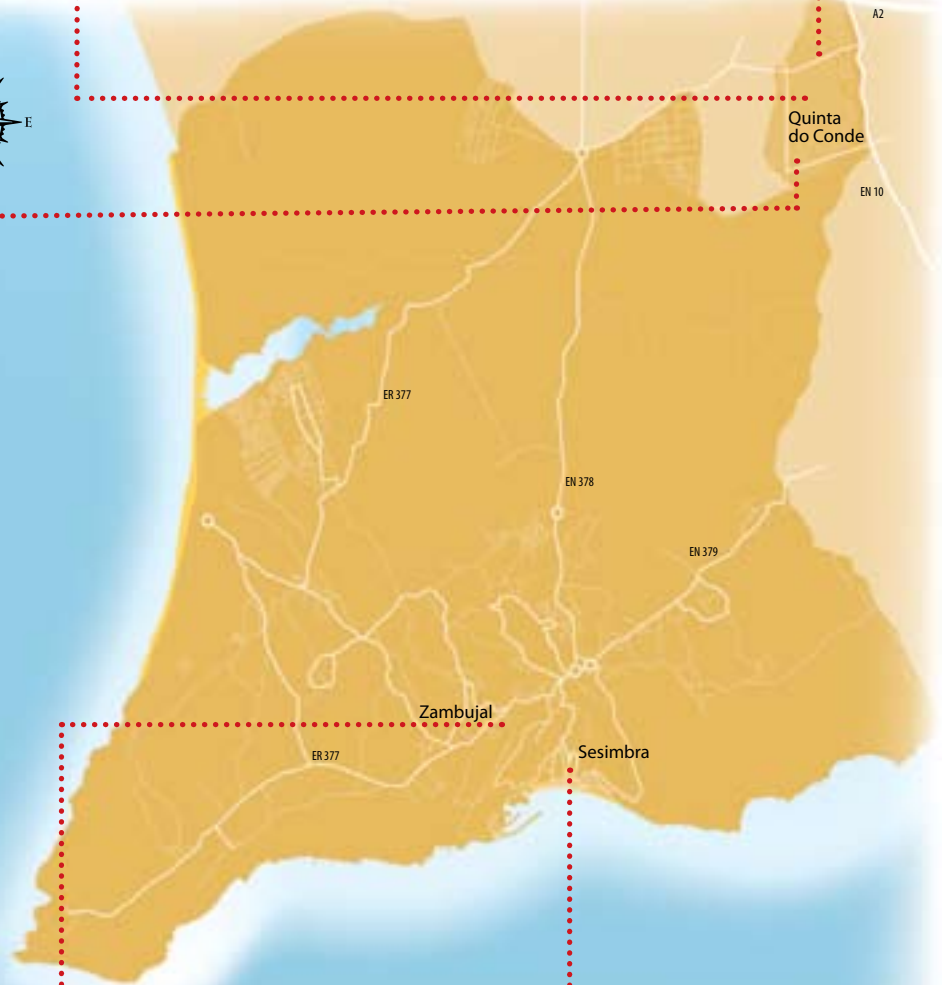 A2
E
Quinta
do Conde
EN 10
ER 377
EN 378
EN 379
Zambujal
Sesimbra
ER 377